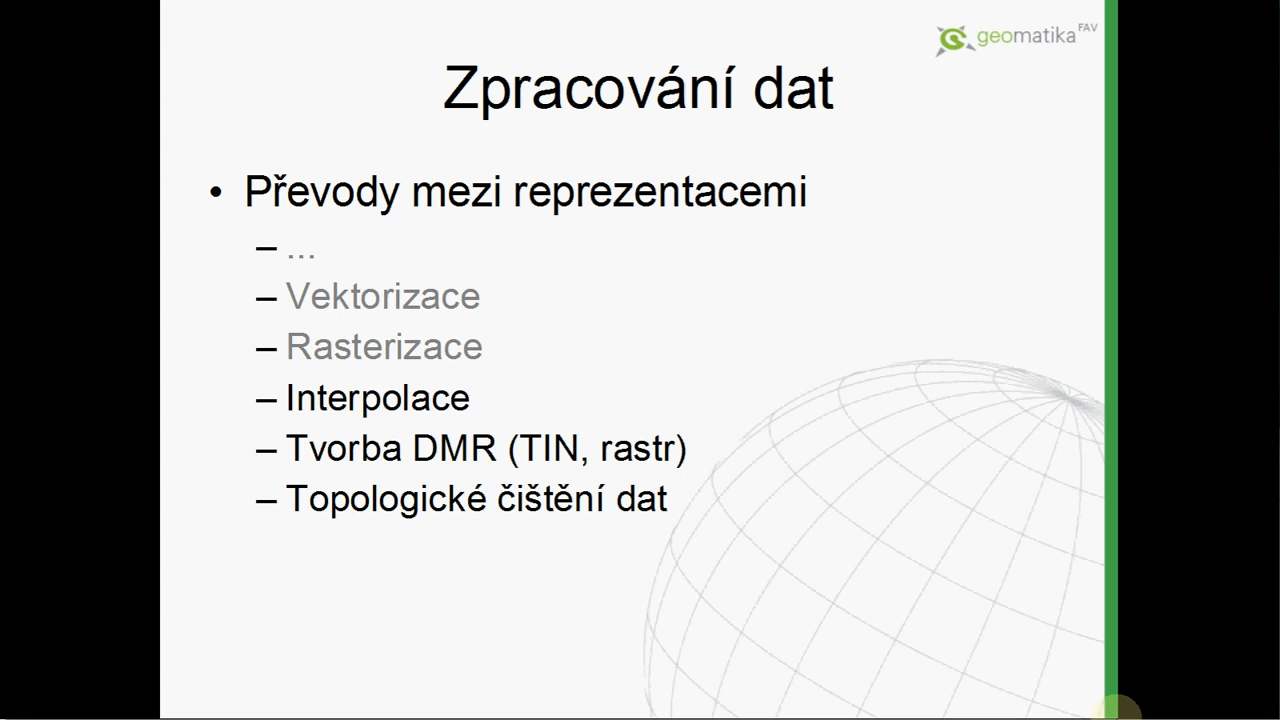 geomatika FAV
Zpracování dat
• Převody mezi reprezentacemi
– ...
– Vektorizace
– Rasterizace
– Interpolace
– Tvorba DMR (TIN, rastr)
– Topologické čištění dat